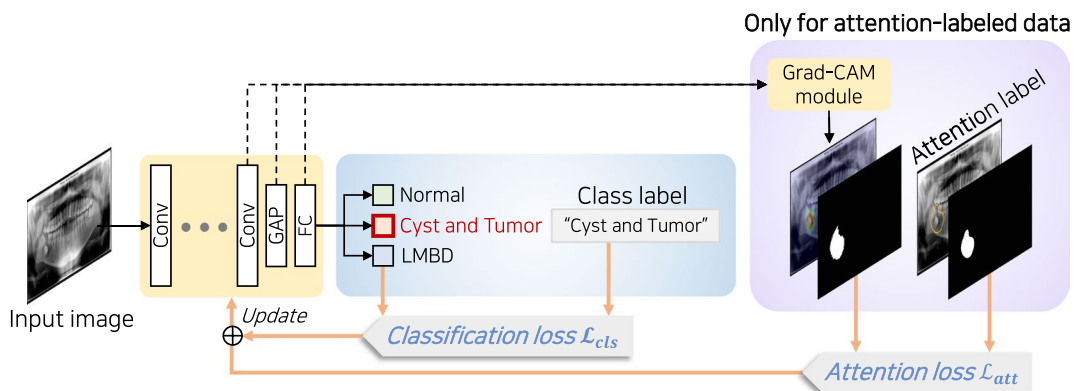 Only for attention-labeled data
Grad-CAM
module
Attention label
Conv
Conv
GAP
FC
Normal
Cyst and Tumor
LMBD
Class label
“Cyst and Tumor”
Input image
Update
Classification loss ℒcls
Attention loss ℒatt